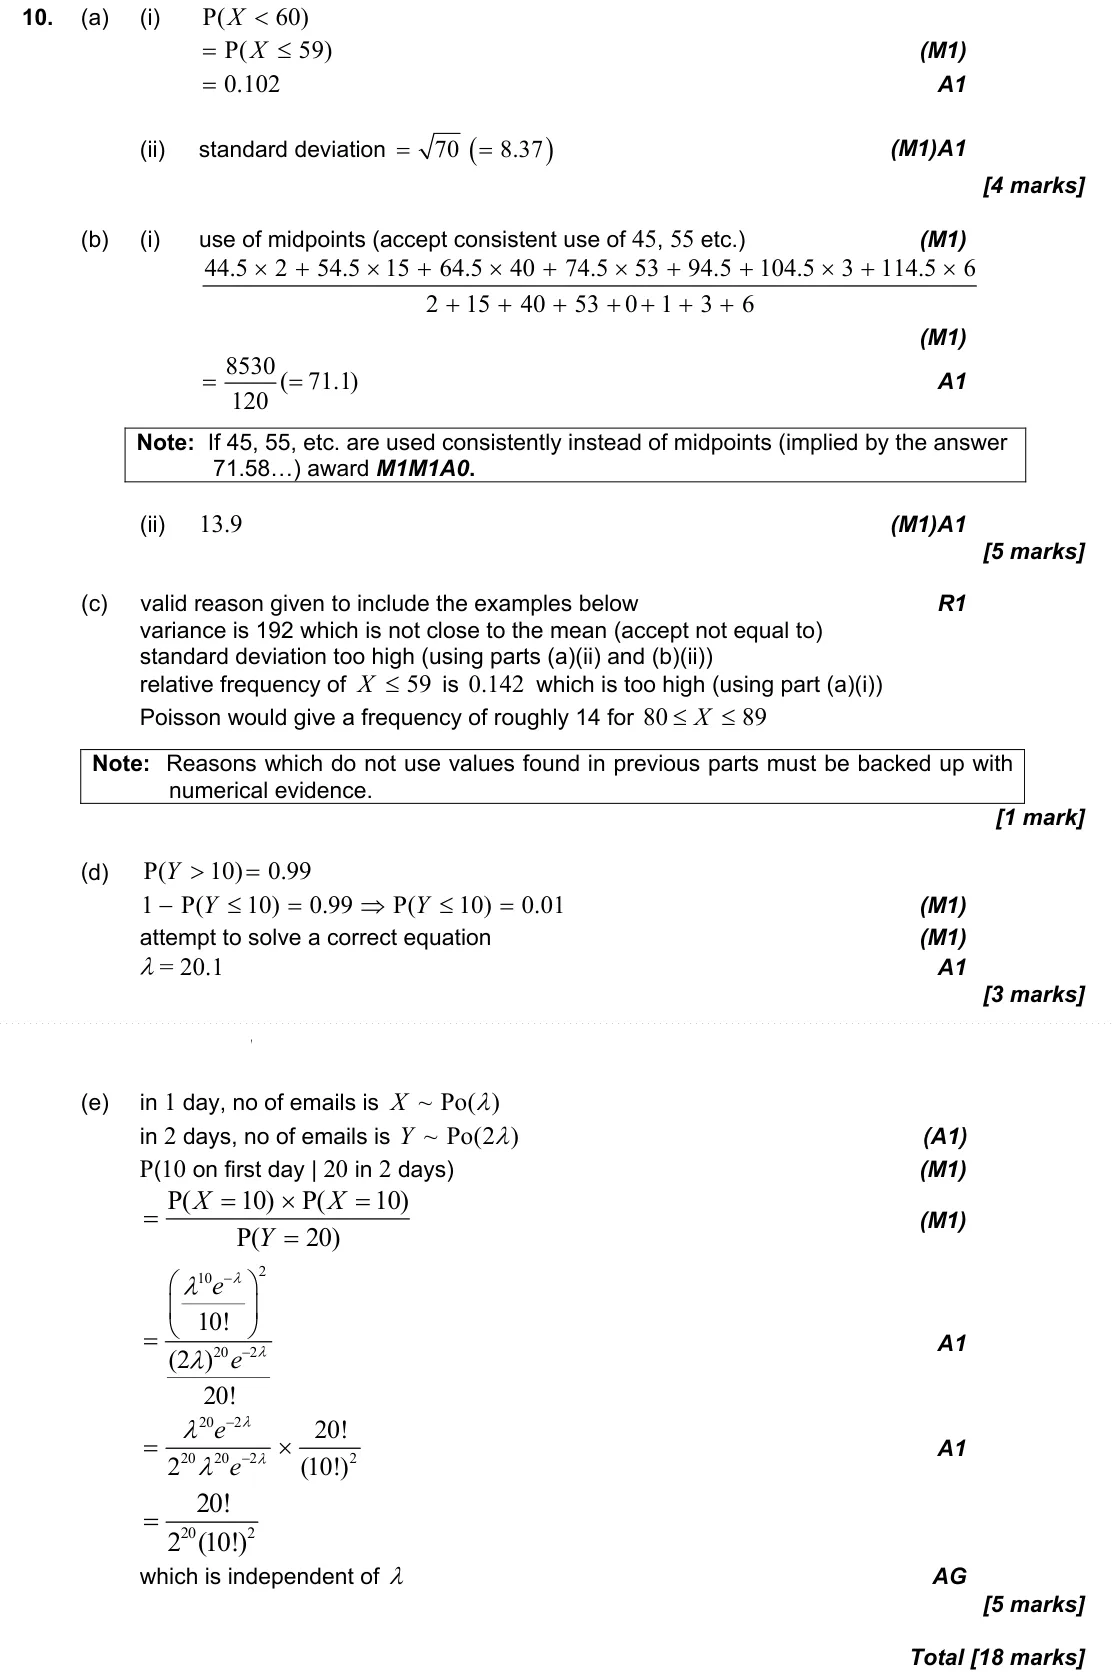 10. (a) (i) P(X < 60)
= P(X ≤ 59) (M1)
= 0.102 A1
(ii) standard deviation = √70 (= 8.37) (M1)A1
[4 marks]
(b) (i) use of midpoints (accept consistent use of 45, 55 etc.) (M1)
44.5 × 2 + 54.5 × 15 + 64.5 × 40 + 74.5 × 53 + 94.5 + 104.5 × 3 + 114.5 × 6
2 + 15 + 40 + 53 + 0 + 1 + 3 + 6
(M1)
= 8530/120 (= 71.1) A1
Note: If 45, 55, etc. are used consistently instead of midpoints (implied by the answer
71.58…) award M1M1A0.
(ii) 13.9 (M1)A1
[5 marks]
(c) valid reason given to include the examples below R1
variance is 192 which is not close to the mean (accept not equal to)
standard deviation too high (using parts (a)(ii) and (b)(ii))
relative frequency of X ≤ 59 is 0.142 which is too high (using part (a)(i))
Poisson would give a frequency of roughly 14 for 80 ≤ X ≤ 89
Note: Reasons which do not use values found in previous parts must be backed up with
numerical evidence.
[1 mark]
(d) P(Y > 10) = 0.99
1 − P(Y ≤ 10) = 0.99 ⇒ P(Y ≤ 10) = 0.01 (M1)
attempt to solve a correct equation (M1)
λ = 20.1 A1
[3 marks]
(e) in 1 day, no of emails is X ~ Po(λ)
in 2 days, no of emails is Y ~ Po(2λ) (A1)
P(10 on first day | 20 in 2 days) (M1)
= P(X = 10) × P(X = 10) / P(Y = 20) (M1)
= (λ¹⁰e^−λ / 10!)² / ((2λ)²⁰e^−2λ / 20!) A1
= λ²⁰e^−2λ / 2²⁰λ²⁰e^−2λ × 20! / (10!)² A1
= 20! / 2²⁰(10!)²
which is independent of λ AG
[5 marks]
Total [18 marks]